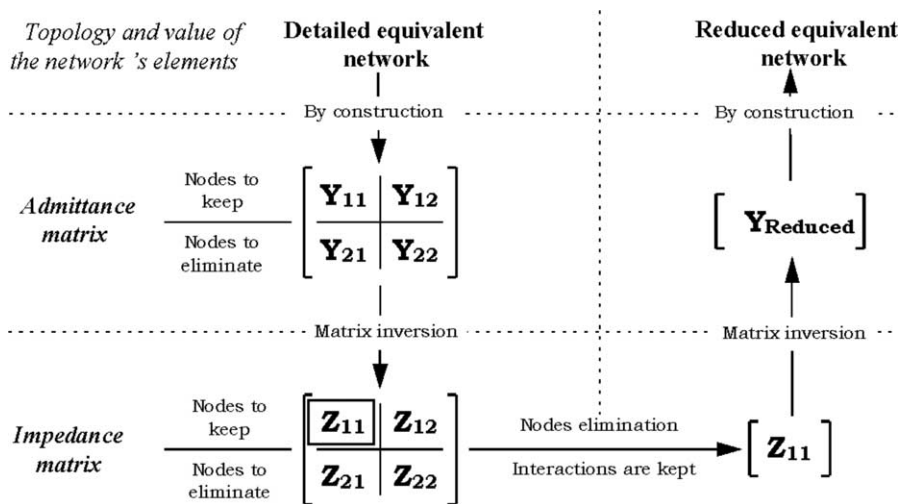 Topology and value of
the network 's elements
Detailed equivalent
network
Reduced equivalent
network
By construction
By construction
Admittance
matrix
Nodes to
keep
Nodes to
eliminate
Y11 Y12
Y21 Y22
YReduced
Matrix inversion
Matrix inversion
Impedance
matrix
Nodes to
keep
Nodes to
eliminate
Z11 Z12
Z21 Z22
Nodes elimination
Interactions are kept
Z11